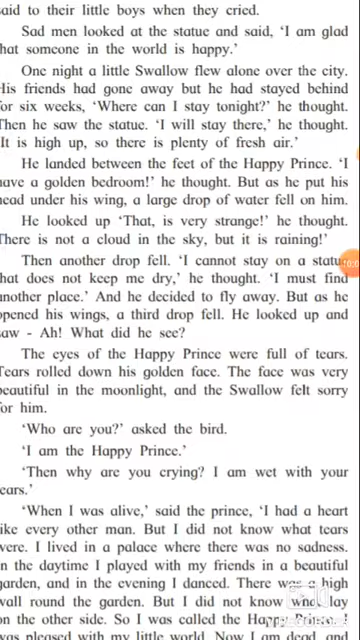 said to their little boys when they cried.
Sad men looked at the statue and said, ‘I am glad
that someone in the world is happy.’
One night a little Swallow flew alone over the city.
His friends had gone away but he had stayed behind
for six weeks, ‘Where can I stay tonight?’ he thought.
Then he saw the statue. ‘I will stay there,’ he thought.
‘It is high up, so there is plenty of fresh air.’
He landed between the feet of the Happy Prince. ‘I
have a golden bedroom!’ he thought. But as he put his
head under his wing, a large drop of water fell on him.
He looked up ‘That, is very strange!’ he thought.
There is not a cloud in the sky, but it is raining!’
Then another drop fell. ‘I cannot stay on a statu
that does not keep me dry,’ he thought. ‘I must find
another place.’ And he decided to fly away. But as he
opened his wings, a third drop fell. He looked up and
saw - Ah! What did he see?
The eyes of the Happy Prince were full of tears.
Tears rolled down his golden face. The face was very
beautiful in the moonlight, and the Swallow felt sorry
for him.
‘Who are you?’ asked the bird.
‘I am the Happy Prince.’
‘Then why are you crying? I am wet with your
tears.’
‘When I was alive,’ said the prince, ‘I had a heart
like every other man. But I did not know what tears
were. I lived in a palace where there was no sadness.
In the daytime I played with my friends in a beautiful
garden, and in the evening I danced. There was a high
wall round the garden. But I did not know what lay
on the other side. So I was called the Happy Prince. I
was pleased with my little world. Now I am dead and